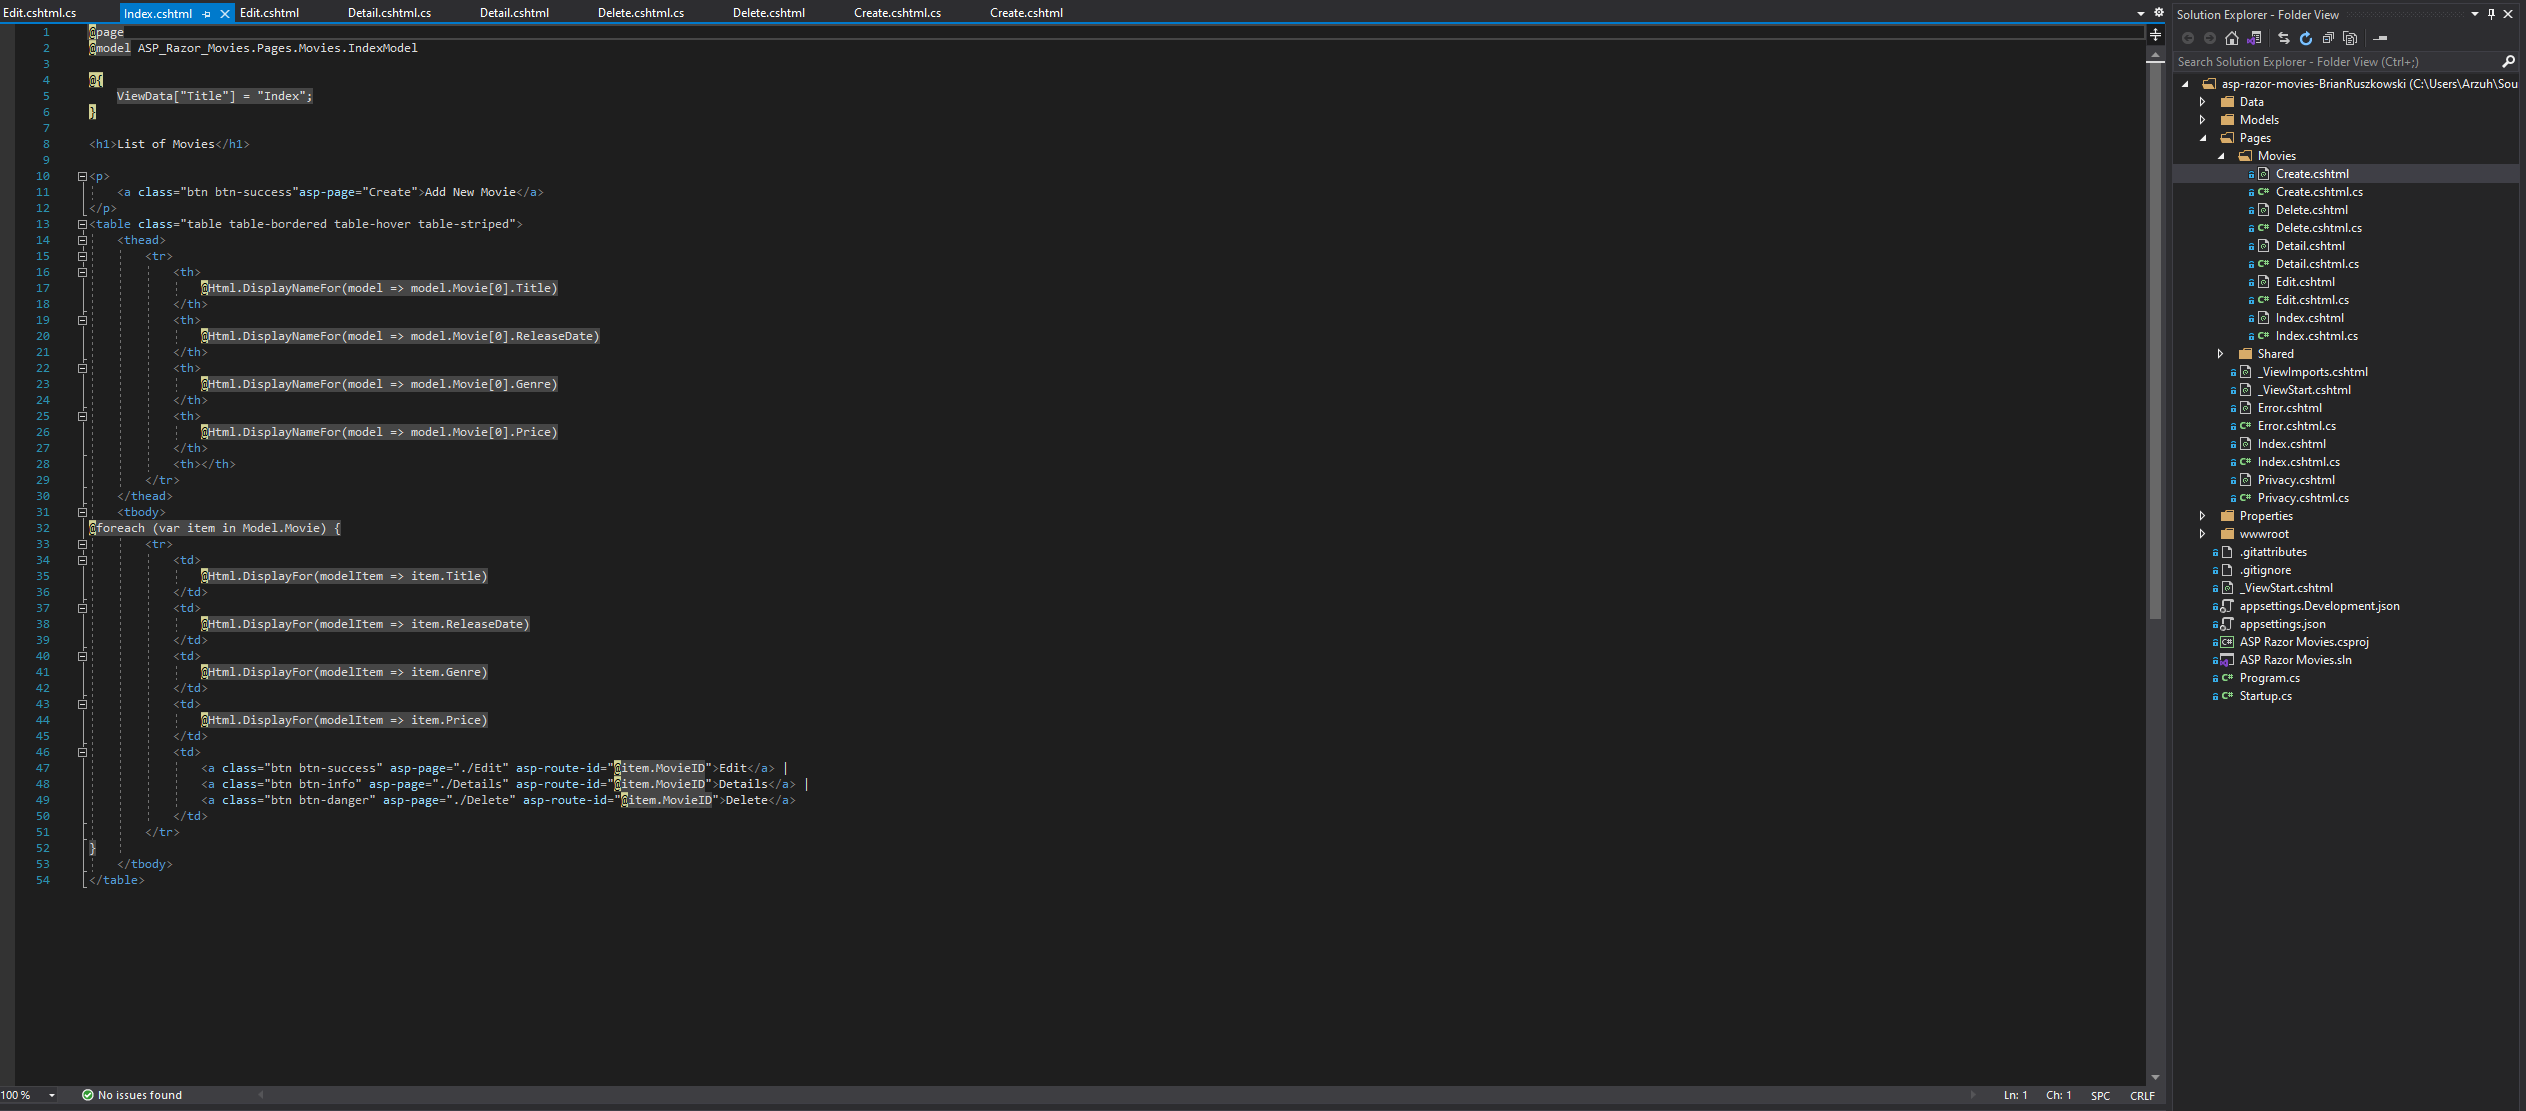 Edit.cshtml.cs Index.cshtml Edit.cshtml Detail.cshtml.cs Detail.cshtml Delete.cshtml.cs Delete.cshtml Create.cshtml.cs Create.cshtml
1 @page
2 @model ASP_Razor_Movies.Pages.Movies.IndexModel
3
4 @{
5 ViewData["Title"] = "Index";
6 }
7
8 <h1>List of Movies</h1>
9
10 <p>
11 <a class="btn btn-success"asp-page="Create">Add New Movie</a>
12 </p>
13 <table class="table table-bordered table-hover table-striped">
14 <thead>
15 <tr>
16 <th>
17 @Html.DisplayNameFor(model => model.Movie[0].Title)
18 </th>
19 <th>
20 @Html.DisplayNameFor(model => model.Movie[0].ReleaseDate)
21 </th>
22 <th>
23 @Html.DisplayNameFor(model => model.Movie[0].Genre)
24 </th>
25 <th>
26 @Html.DisplayNameFor(model => model.Movie[0].Price)
27 </th>
28 <th></th>
29 </tr>
30 </thead>
31 <tbody>
32 @foreach (var item in Model.Movie) {
33 <tr>
34 <td>
35 @Html.DisplayFor(modelItem => item.Title)
36 </td>
37 <td>
38 @Html.DisplayFor(modelItem => item.ReleaseDate)
39 </td>
40 <td>
41 @Html.DisplayFor(modelItem => item.Genre)
42 </td>
43 <td>
44 @Html.DisplayFor(modelItem => item.Price)
45 </td>
46 <td>
47 <a class="btn btn-success" asp-page="./Edit" asp-route-id="@item.MovieID">Edit</a> |
48 <a class="btn btn-info" asp-page="./Details" asp-route-id="@item.MovieID">Details</a> |
49 <a class="btn btn-danger" asp-page="./Delete" asp-route-id="@item.MovieID">Delete</a>
50 </td>
51 </tr>
52 }
53 </tbody>
54 </table>
100 % No issues found Ln: 1 Ch: 1 SPC CRLF
Solution Explorer - Folder View
Search Solution Explorer - Folder View (Ctrl+;)
asp-razor-movies-BrianRuszkowski (C:\Users\Arzuh\Sou
Data
Models
Pages
Movies
Create.cshtml
C# Create.cshtml.cs
Delete.cshtml
C# Delete.cshtml.cs
Detail.cshtml
C# Detail.cshtml.cs
Edit.cshtml
C# Edit.cshtml.cs
Index.cshtml
C# Index.cshtml.cs
Shared
_ViewImports.cshtml
_ViewStart.cshtml
Error.cshtml
C# Error.cshtml.cs
Index.cshtml
C# Index.cshtml.cs
Privacy.cshtml
C# Privacy.cshtml.cs
Properties
wwwroot
.gitattributes
.gitignore
_ViewStart.cshtml
appsettings.Development.json
appsettings.json
C# ASP Razor Movies.csproj
ASP Razor Movies.sln
C# Program.cs
C# Startup.cs